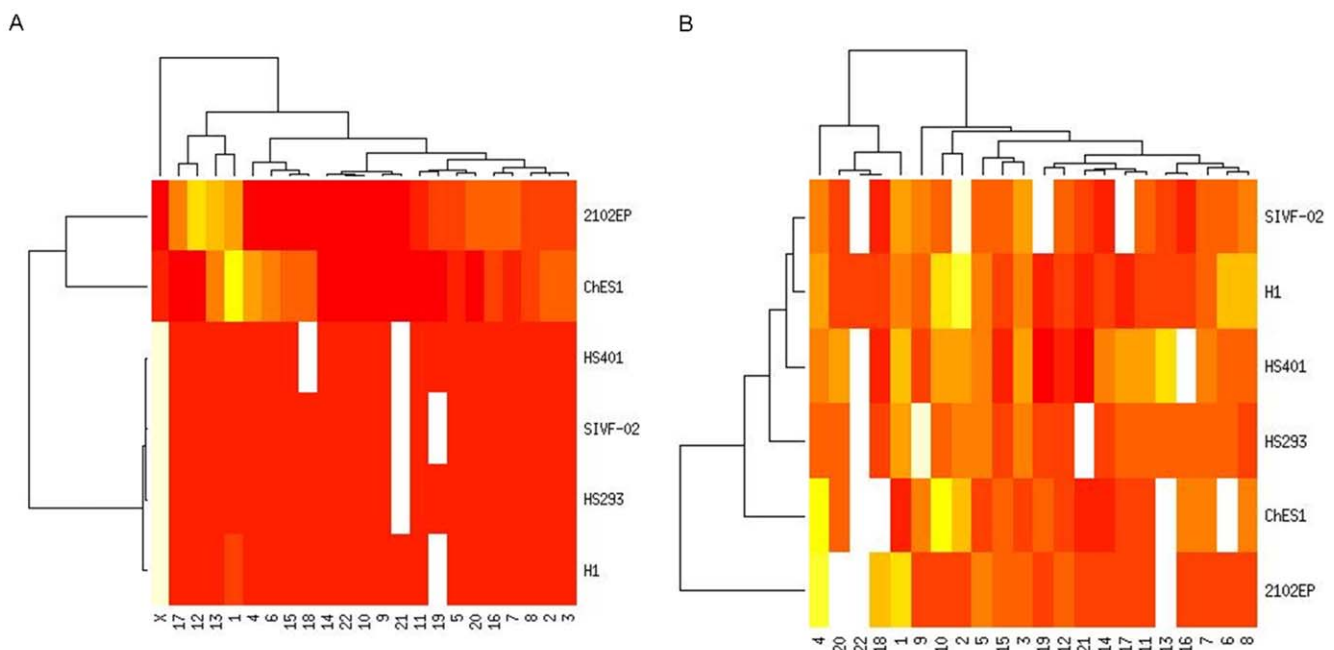 A
2102EP
ChES1
HS401
SIVF-02
HS293
H1
X 17 12 13 1 4 6 15 18 14 22 10 9 21 11 19 5 20 16 7 8 2 3
B
SIVF-02
H1
HS401
HS293
ChES1
2102EP
4 20 22 18 1 9 10 2 5 15 3 19 12 21 14 17 11 13 16 7 6 8